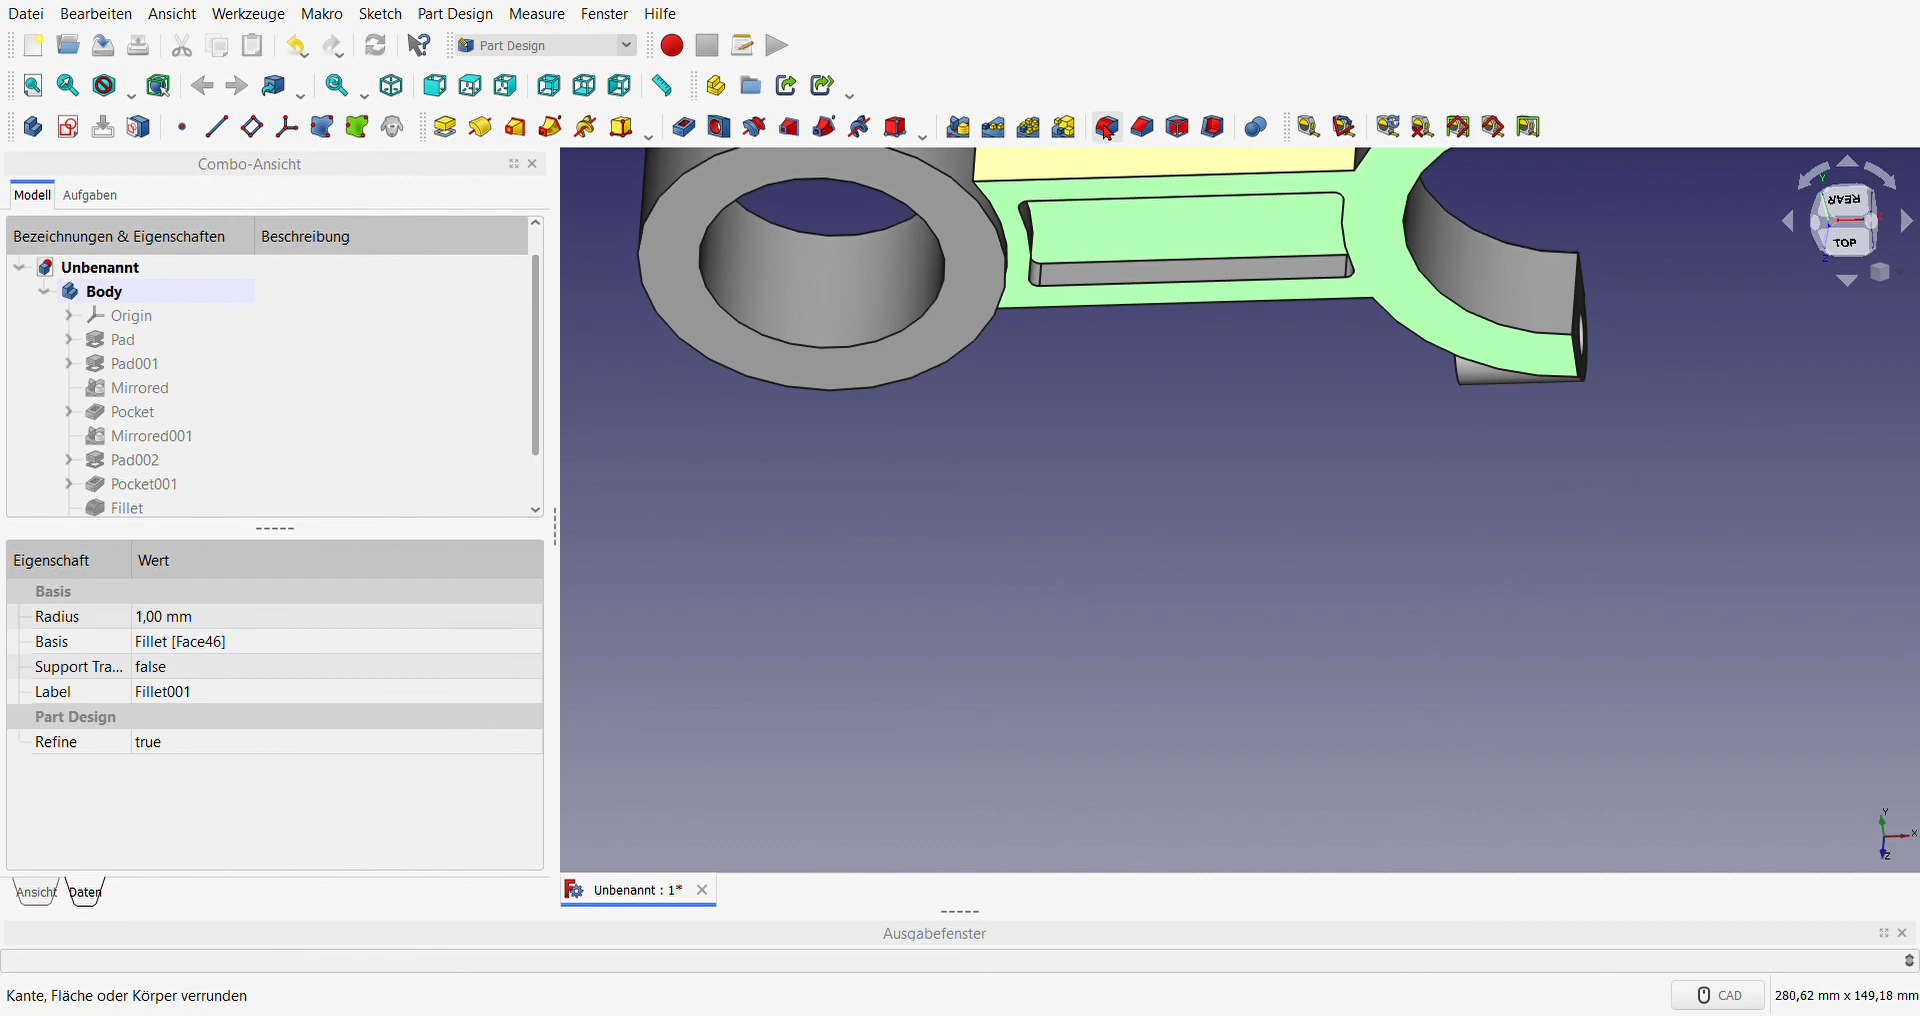 Datei Bearbeiten Ansicht Werkzeuge Makro Sketch Part Design Measure Fenster Hilfe
Part Design
Combo-Ansicht
Modell Aufgaben
Bezeichnungen & Eigenschaften Beschreibung
Unbenannt
Body
Origin
Pad
Pad001
Mirrored
Pocket
Mirrored001
Pad002
Pocket001
Fillet
Eigenschaft Wert
Basis
Radius 1,00 mm
Basis Fillet [Face46]
Support Tra... false
Label Fillet001
Part Design
Refine true
Ansicht Daten
REAR
TOP
Y
X
Z
Y
X
Z
Unbenannt : 1*
Ausgabefenster
Kante, Fläche oder Körper verrunden
CAD
280,62 mm x 149,18 mm